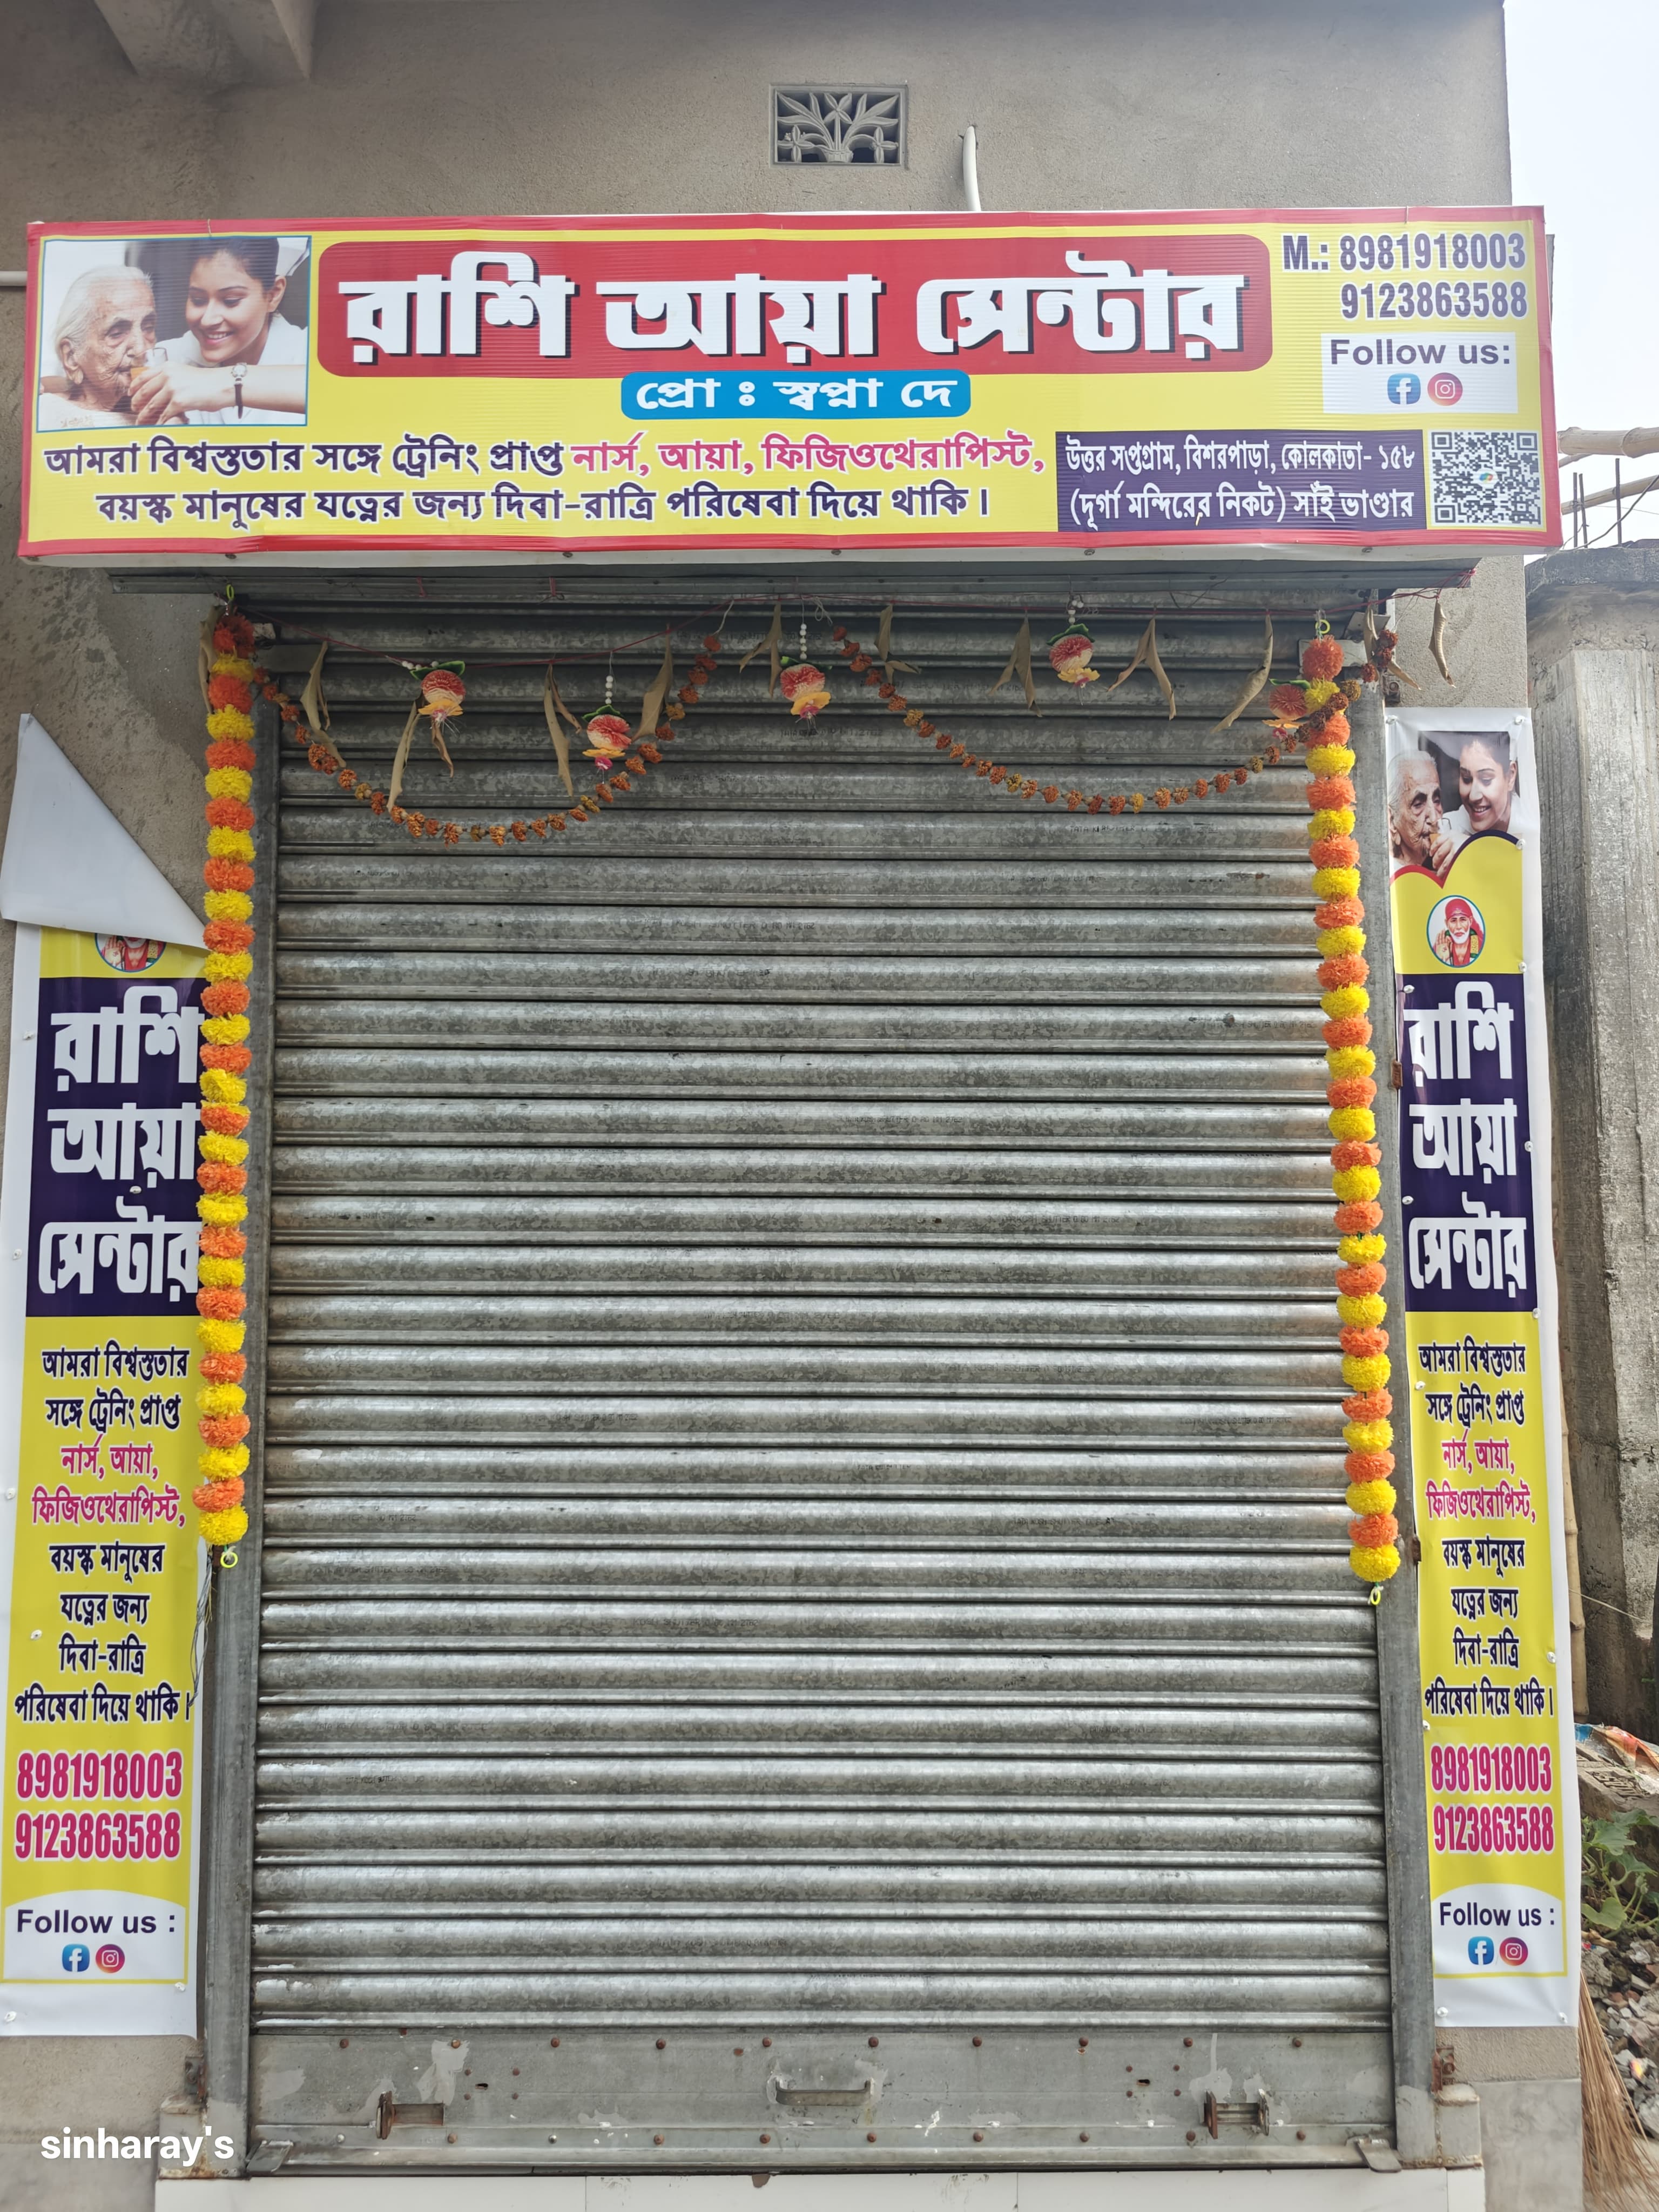 রাশি আয়া সেন্টার
প্রো ঃ স্বপ্না দে
M.: 8981918003
9123863588
Follow us:
আমরা বিশ্বস্ততার সঙ্গে ট্রেনিং প্রাপ্ত নার্স, আয়া, ফিজিওথেরাপিস্ট,
বয়স্ক মানুষের যত্নের জন্য দিবা-রাত্রি পরিষেবা দিয়ে থাকি।
উত্তর সপ্তগ্রাম, বিশরপাড়া, কোলকাতা- ১৫৮
(দূর্গা মন্দিরের নিকট) সাঁই ভাণ্ডার
রাশি
আয়া
সেন্টার
আমরা বিশ্বস্ততার
সঙ্গে ট্রেনিং প্রাপ্ত
নার্স, আয়া,
ফিজিওথেরাপিস্ট,
বয়স্ক মানুষের
যত্নের জন্য
দিবা-রাত্রি
পরিষেবা দিয়ে থাকি।
8981918003
9123863588
Follow us :
রাশি
আয়া
সেন্টার
আমরা বিশ্বস্ততার
সঙ্গে ট্রেনিং প্রাপ্ত
নার্স, আয়া,
ফিজিওথেরাপিস্ট,
বয়স্ক মানুষের
যত্নের জন্য
দিবা-রাত্রি
পরিষেবা দিয়ে থাকি।
8981918003
9123863588
Follow us :
sinharay's